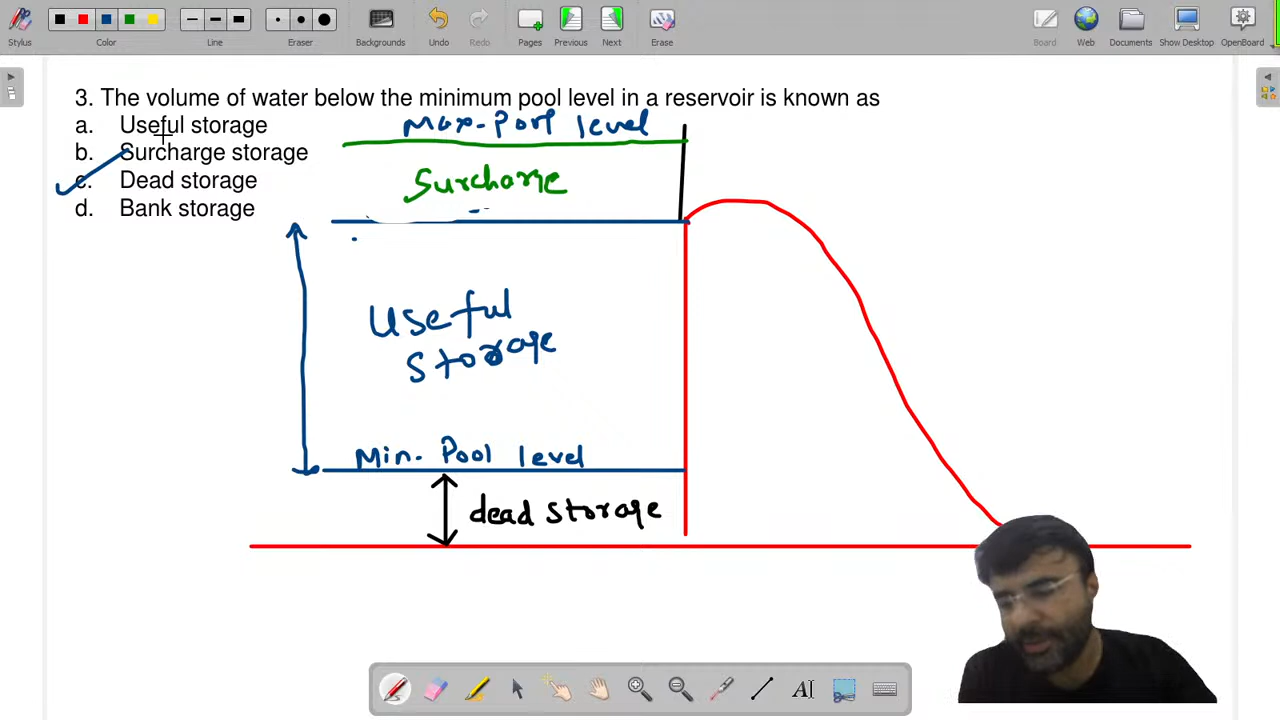 Stylus
Color
Line
Eraser
Backgrounds
Undo
Redo
Pages
Previous
Next
Erase
Board
Web
Documents
Show Desktop
OpenBoard
3. The volume of water below the minimum pool level in a reservoir is known as
a. Useful storage
b. Surcharge storage
c. Dead storage
d. Bank storage
Max. Pool level
Surcharge
Useful
Storage
Min. Pool level
dead storage